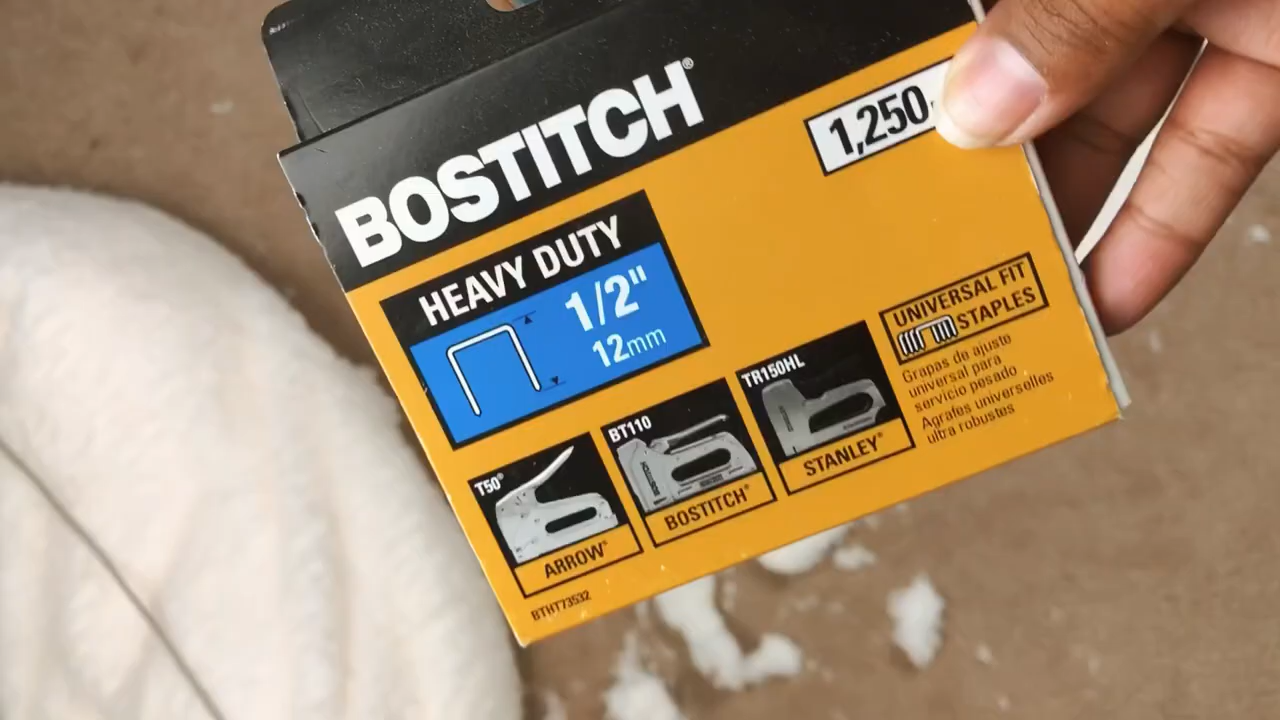 BOSTITCH®
1,250
HEAVY DUTY
1/2"
12mm
UNIVERSAL FIT
STAPLES
Grapas de ajuste
universal para
servicio pesado
Agrafes universelles
ultra robustes
T50®
ARROW®
BT110
BOSTITCH®
TR150HL
STANLEY®
BTHT73532